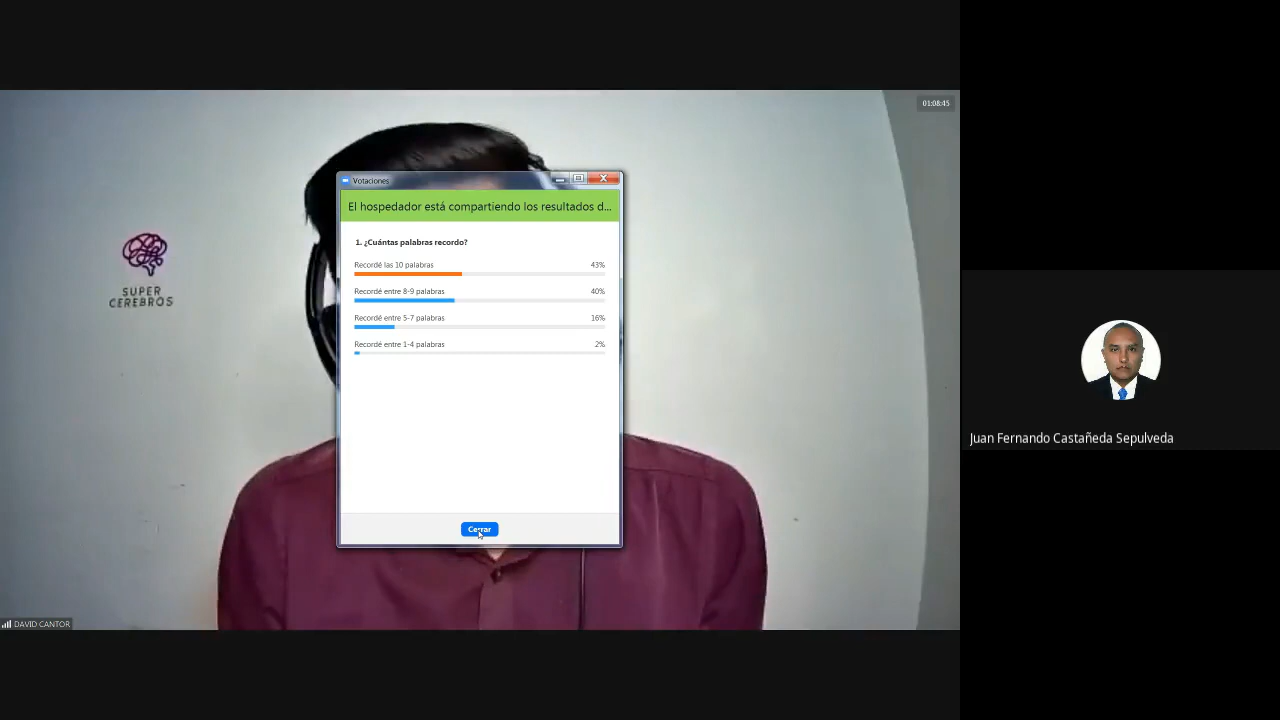 01:08:45
SUPER
CEREBROS
Votaciones
El hospedador está compartiendo los resultados d...
1. ¿Cuántas palabras recordo?
Recordé las 10 palabras 43%
Recordé entre 8-9 palabras 40%
Recordé entre 5-7 palabras 16%
Recordé entre 1-4 palabras 2%
Cerrar
DAVID CANTOR
Juan Fernando Castañeda Sepulveda